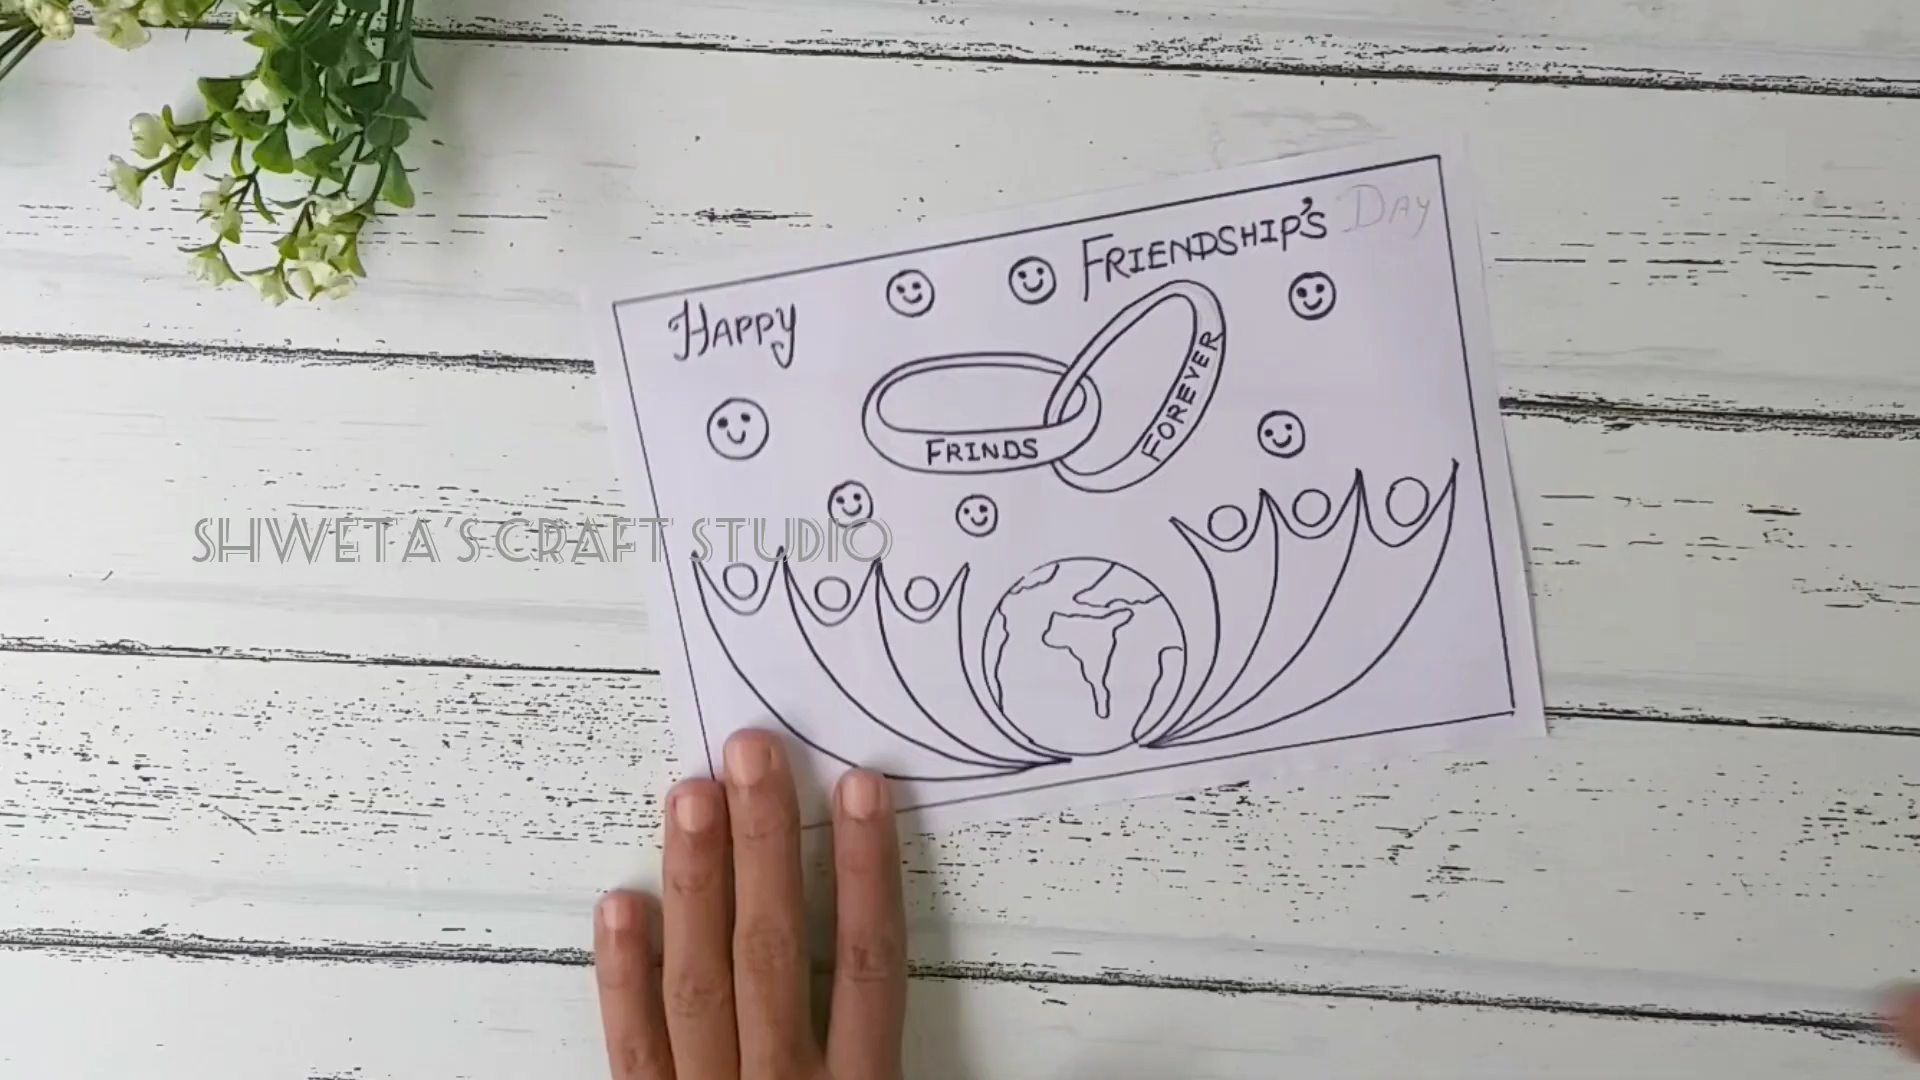 HAPPY
FRIENDSHIP'S DAY
FRINDS
FOREVER
SHWETA'S CRAFT STUDIO